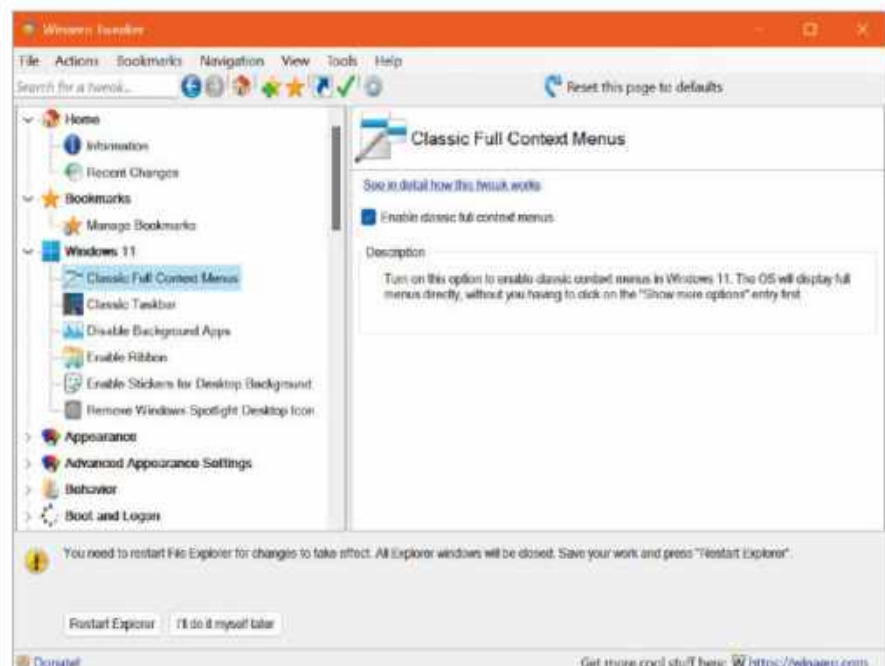 Winaero Tweaker
File Actions Bookmarks Navigation View Tools Help
Search for a tweak...
Reset this page to defaults
Home
Information
Recent Changes
Bookmarks
Manage Bookmarks
Windows 11
Classic Full Context Menus
Classic Taskbar
Disable Background Apps
Enable Ribbon
Enable Stickers for Desktop Background
Remove Windows Spotlight Desktop Icon
Appearance
Advanced Appearance Settings
Behavior
Boot and Logon
Classic Full Context Menus
See in detail how this tweak works
Enable classic full context menus
Description
Turn on this option to enable classic context menus in Windows 11. The OS will display full
menus directly, without you having to click on the "Show more options" entry first.
You need to restart File Explorer for changes to take effect. All Explorer windows will be closed. Save your work and press "Restart Explorer".
Restart Explorer I'll do it myself later
Donate! Get more cool stuff here: https://winaero.com